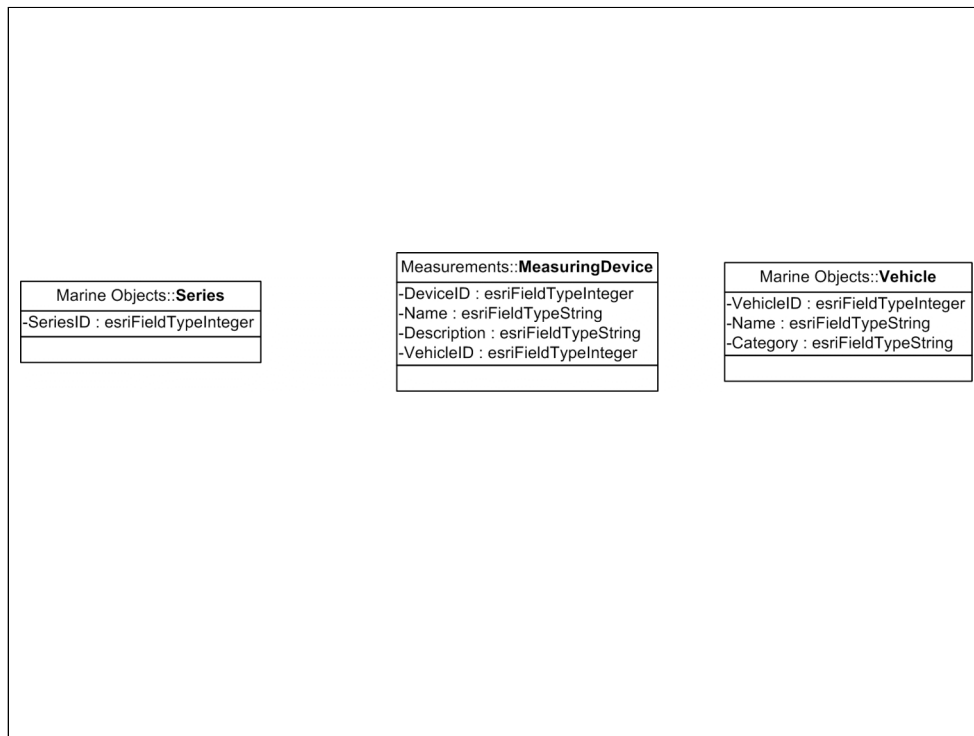 Marine Objects::Series
-SeriesID : esriFieldTypeInteger
Measurements::MeasuringDevice
-DeviceID : esriFieldTypeInteger
-Name : esriFieldTypeString
-Description : esriFieldTypeString
-VehicleID : esriFieldTypeInteger
Marine Objects::Vehicle
-VehicleID : esriFieldTypeInteger
-Name : esriFieldTypeString
-Category : esriFieldTypeString